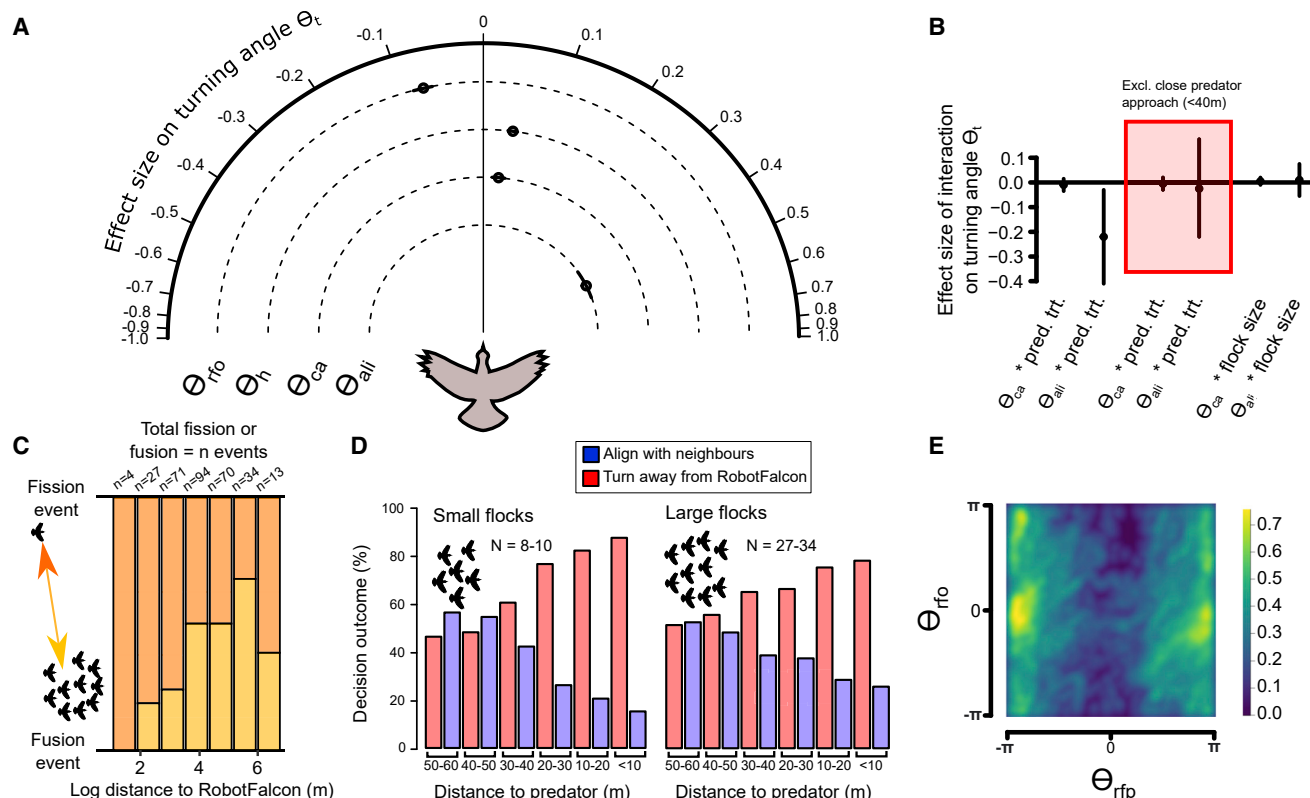 A
Effect size on turning angle Θt
-1.0
-0.9
-0.8
-0.7
-0.6
-0.5
-0.4
-0.3
-0.2
-0.1
0
0.1
0.2
0.3
0.4
0.5
0.6
0.7
0.8
0.9
1.0
Θrfo
Θh
Θca
Θali
B
Excl. close predator
approach (<40m)
Effect size of interaction
on turning angle Θt
0.1
0.0
−0.1
−0.2
−0.3
−0.4
Θca * pred. trt.
Θali * pred. trt.
Θca * pred. trt.
Θali * pred. trt.
Θca * flock size
Θali * flock size
C
Total fission or
fusion = n events
n=4
n=27
n=71
n=94
n=70
n=34
n=13
Fission
event
Fusion
event
2
4
6
Log distance to RobotFalcon (m)
D
Align with neighbours
Turn away from RobotFalcon
Decision outcome (%)
100
80
60
40
20
0
Small flocks
N = 8-10
50-60
40-50
30-40
20-30
10-20
<10
Distance to predator (m)
Large flocks
N = 27-34
50-60
40-50
30-40
20-30
10-20
<10
Distance to predator (m)
E
Θrfo
π
0
-π
-π
0
π
Θrfp
0.7
0.6
0.5
0.4
0.3
0.2
0.1
0.0